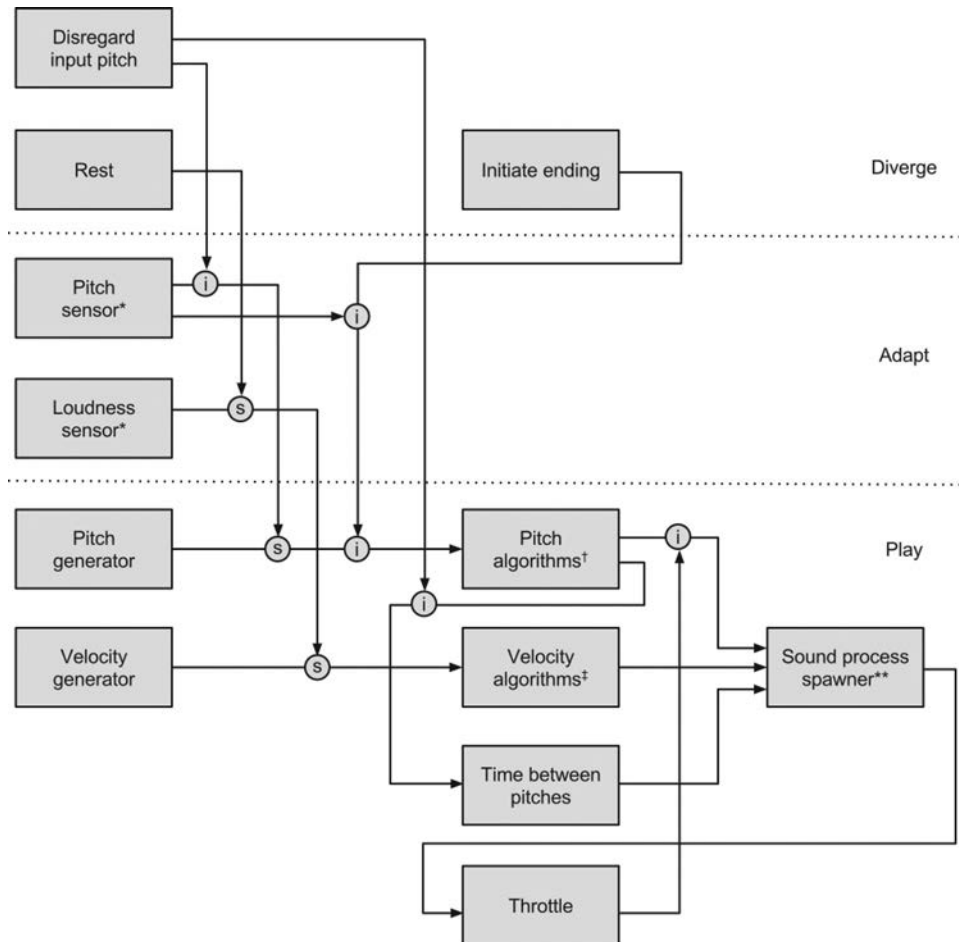 Disregard
input pitch
Rest
Initiate ending
Diverge
Pitch
sensor*
i
i
Adapt
Loudness
sensor*
s
Pitch
generator
s
i
Pitch
algorithms†
i
Play
i
Velocity
generator
s
Velocity
algorithms‡
Sound process
spawner**
Time between
pitches
Throttle